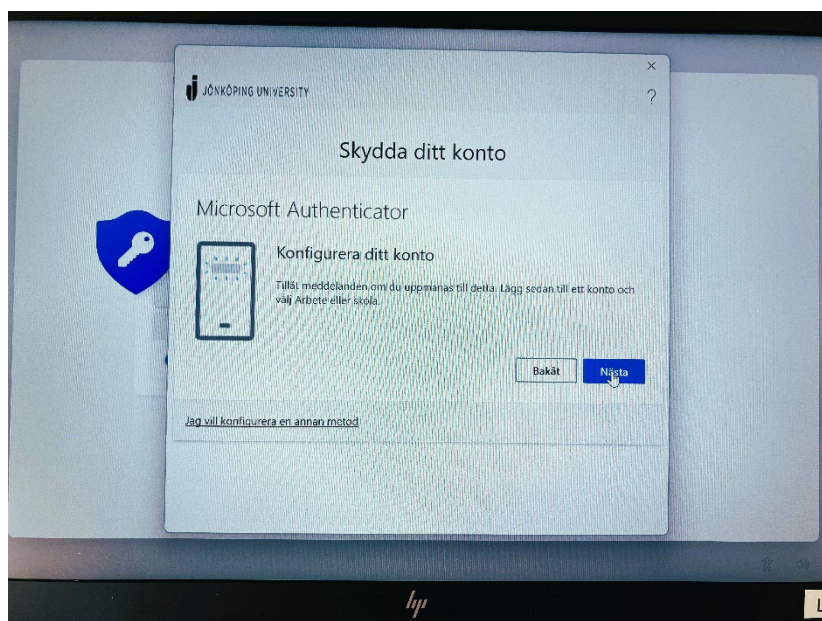 JÖNKÖPING UNIVERSITY
?
Skydda ditt konto
Microsoft Authenticator
Konfigurera ditt konto
Tillåt meddelanden om du uppmanas till detta. Lägg sedan till ett konto och
välj Arbete eller skola.
Bakåt Nästa
Jag vill konfigurera en annan metod
hp
L